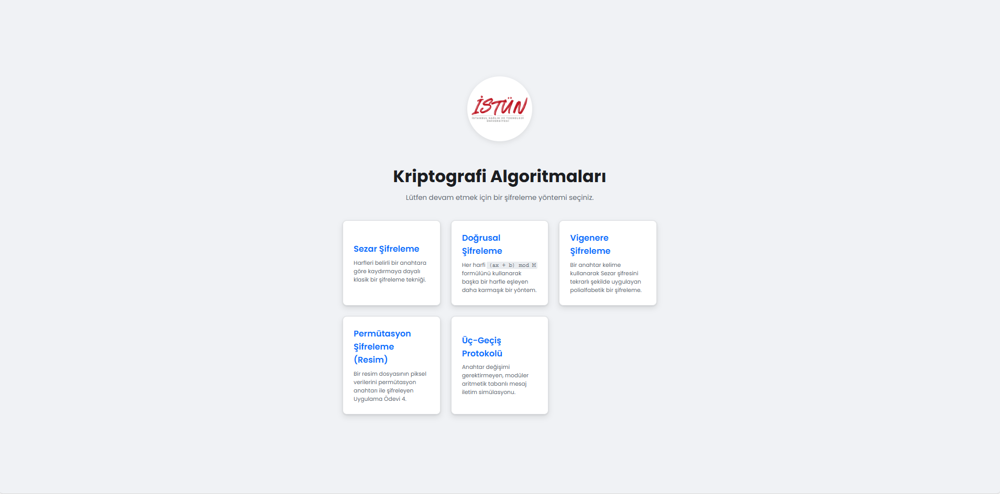 İSTÜN
İSTANBUL SAĞLIK VE TEKNOLOJİ
ÜNİVERSİTESİ
Kriptografi Algoritmaları
Lütfen devam etmek için bir şifreleme yöntemi seçiniz.
Sezar Şifreleme
Harfleri belirli bir anahtara
göre kaydırmaya dayalı
klasik bir şifreleme tekniği.
Doğrusal
Şifreleme
Her harfi (ax + b) mod M
formülünü kullanarak
başka bir harfle eşleyen
daha karmaşık bir yöntem.
Vigenere
Şifreleme
Bir anahtar kelime
kullanarak Sezar şifresini
tekrarlı şekilde uygulayan
polialfabetik bir şifreleme.
Permütasyon
Şifreleme
(Resim)
Bir resim dosyasının piksel
verilerini permütasyon
anahtarı ile şifreleyen
Uygulama Ödevi 4.
Üç-Geçiş
Protokolü
Anahtar değişimi
gerektirmeyen, modüler
aritmetik tabanlı mesaj
iletim simülasyonu.